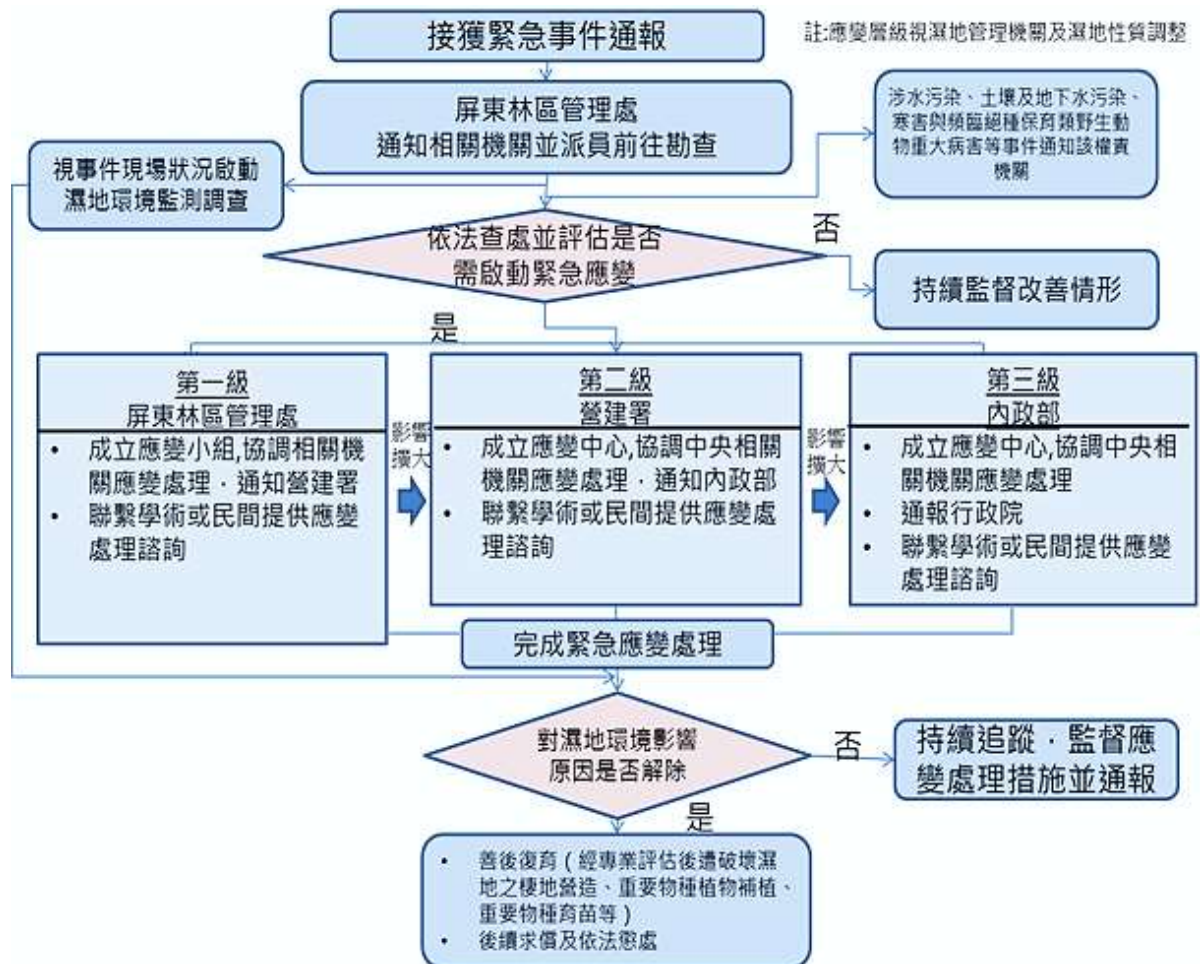 接獲緊急事件通報
註:應變層級視濕地管理機關及濕地性質調整
屏東林區管理處
通知相關機關並派員前往勘查
涉水污染、土壤及地下水污染、
寒害與頻臨絕種保育類野生動
物重大病害等事件通知該權責
機關
視事件現場狀況啟動
濕地環境監測調查
依法查處並評估是否
需啟動緊急應變
否
持續監督改善情形
是
第一級
屏東林區管理處
• 成立應變小組,協調相關機
關應變處理．通知營建署
• 聯繫學術或民間提供應變
處理諮詢
影響
擴大
第二級
營建署
• 成立應變中心,協調中央相關
機關應變處理．通知內政部
• 聯繫學術或民間提供應變處
理諮詢
影響
擴大
第三級
內政部
• 成立應變中心,協調中央相
關機關應變處理
• 通報行政院
• 聯繫學術或民間提供應變
處理諮詢
完成緊急應變處理
對濕地環境影響
原因是否解除
否
持續追蹤．監督應
變處理措施並通報
是
• 善後復育（經專業評估後遭破壞濕
地之棲地營造、重要物種植物補植、
重要物種育苗等）
• 後續求償及依法懲處